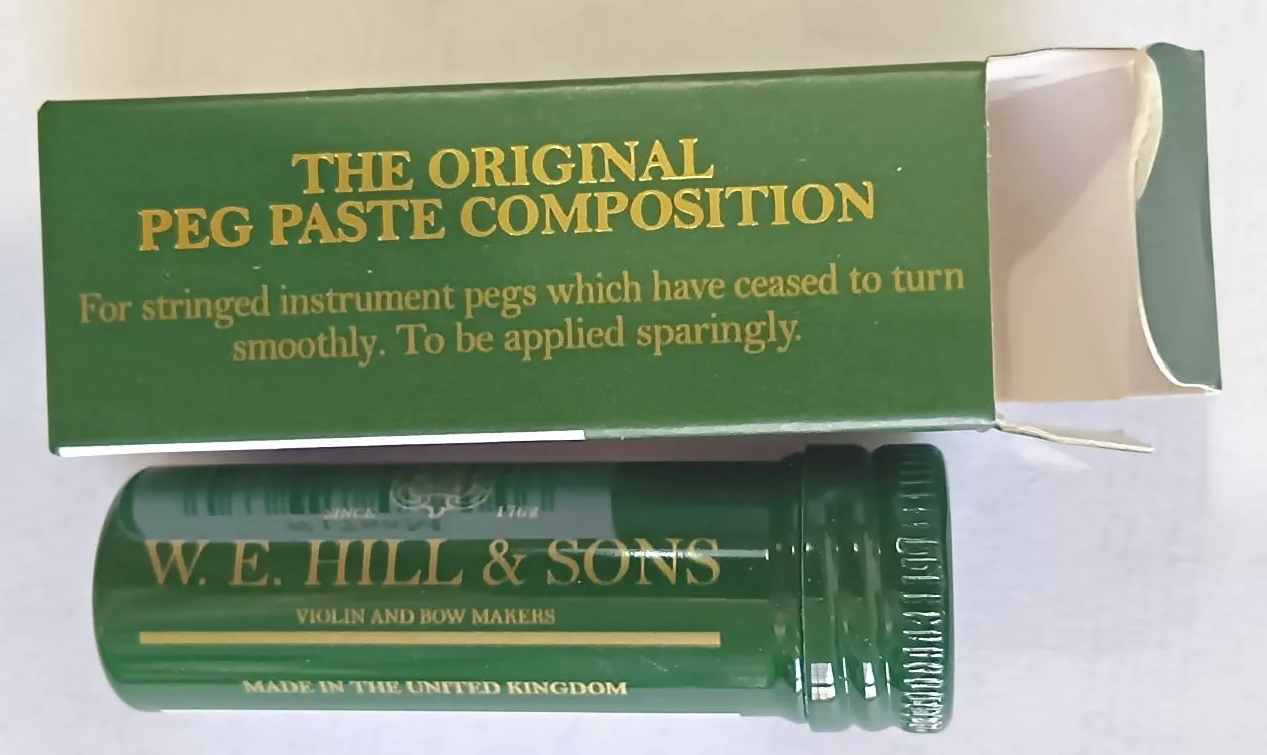 THE ORIGINAL
PEG PASTE COMPOSITION
For stringed instrument pegs which have ceased to turn
smoothly. To be applied sparingly.
SINCE 1762
W. E. HILL & SONS
VIOLIN AND BOW MAKERS
MADE IN THE UNITED KINGDOM